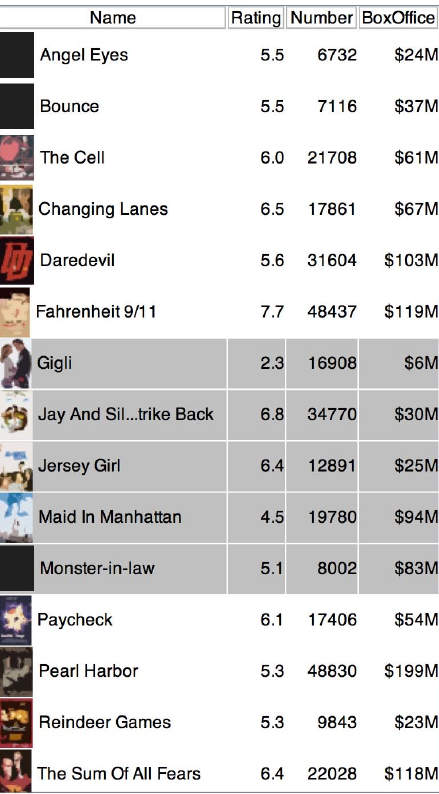 Name Rating Number BoxOffice
Angel Eyes 5.5 6732 $24M
Bounce 5.5 7116 $37M
The Cell 6.0 21708 $61M
Changing Lanes 6.5 17861 $67M
Daredevil 5.6 31604 $103M
Fahrenheit 9/11 7.7 48437 $119M
Gigli 2.3 16908 $6M
Jay And Sil...trike Back 6.8 34770 $30M
Jersey Girl 6.4 12891 $25M
Maid In Manhattan 4.5 19780 $94M
Monster-in-law 5.1 8002 $83M
Paycheck 6.1 17406 $54M
Pearl Harbor 5.3 48830 $199M
Reindeer Games 5.3 9843 $23M
The Sum Of All Fears 6.4 22028 $118M